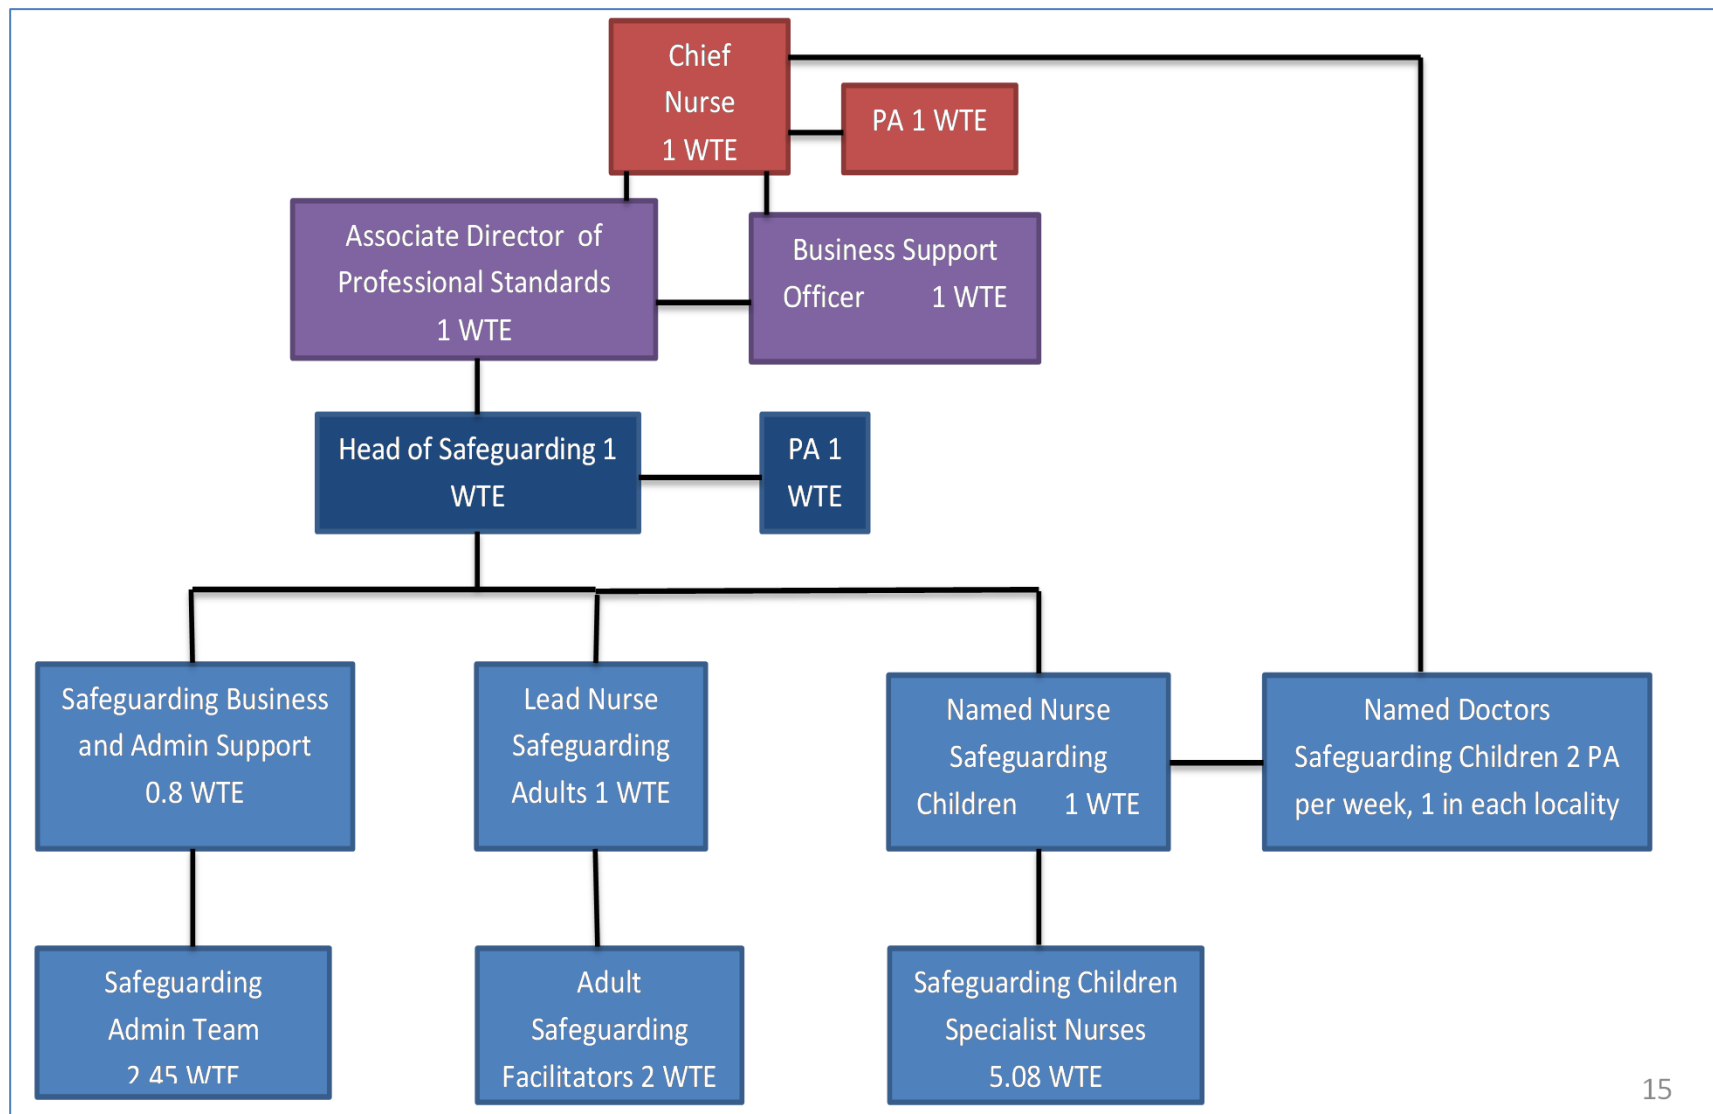 Chief
Nurse
1 WTE
PA 1 WTE
Associate Director of
Professional Standards
1 WTE
Business Support
Officer 1 WTE
Head of Safeguarding 1
WTE
PA 1
WTE
Safeguarding Business
and Admin Support
0.8 WTE
Lead Nurse
Safeguarding
Adults 1 WTE
Named Nurse
Safeguarding
Children 1 WTE
Named Doctors
Safeguarding Children 2 PA
per week, 1 in each locality
Safeguarding
Admin Team
2.45 WTE
Adult
Safeguarding
Facilitators 2 WTE
Safeguarding Children
Specialist Nurses
5.08 WTE
15